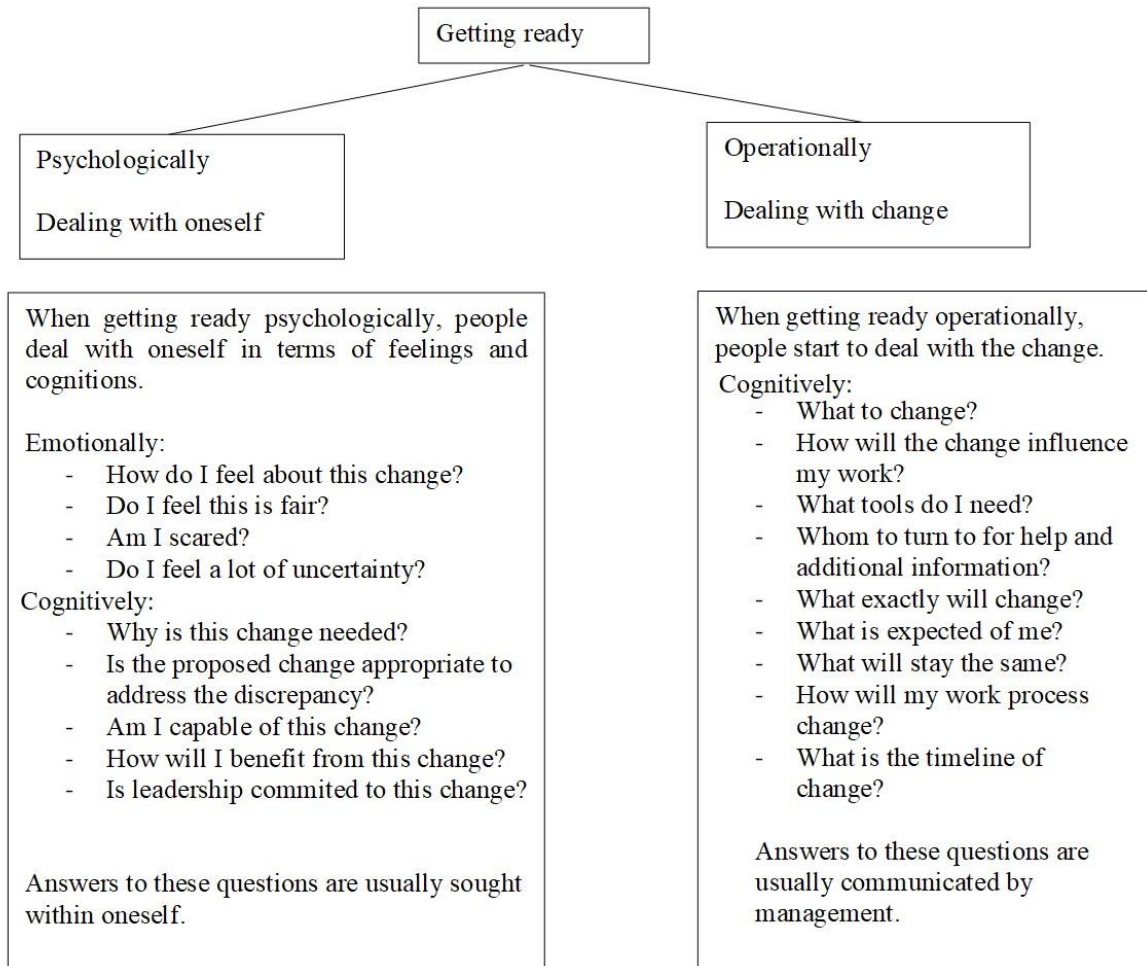 Getting ready
Psychologically
Dealing with oneself
Operationally
Dealing with change
When getting ready psychologically, people
deal with oneself in terms of feelings and
cognitions.
Emotionally:
- How do I feel about this change?
- Do I feel this is fair?
- Am I scared?
- Do I feel a lot of uncertainty?
Cognitively:
- Why is this change needed?
- Is the proposed change appropriate to
address the discrepancy?
- Am I capable of this change?
- How will I benefit from this change?
- Is leadership commited to this change?
Answers to these questions are usually sought
within oneself.
When getting ready operationally,
people start to deal with the change.
Cognitively:
- What to change?
- How will the change influence
my work?
- What tools do I need?
- Whom to turn to for help and
additional information?
- What exactly will change?
- What is expected of me?
- What will stay the same?
- How will my work process
change?
- What is the timeline of
change?
Answers to these questions are
usually communicated by
management.